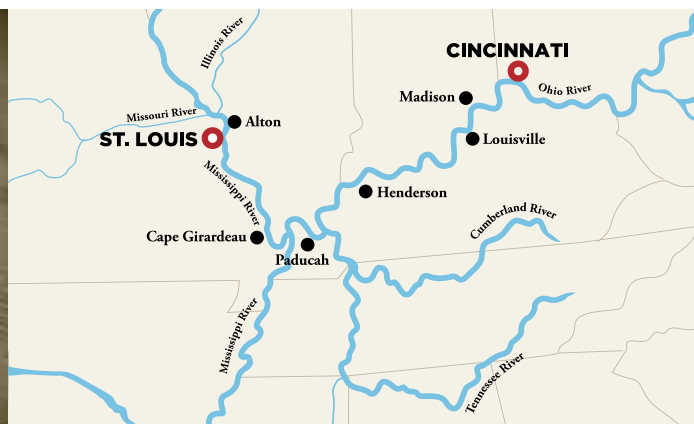 Illinois River
CINCINNATI
Ohio River
Madison
Missouri River
Alton
ST. LOUIS
Louisville
Mississippi River
Henderson
Cumberland River
Cape Girardeau
Paducah
Mississippi River
Tennessee River